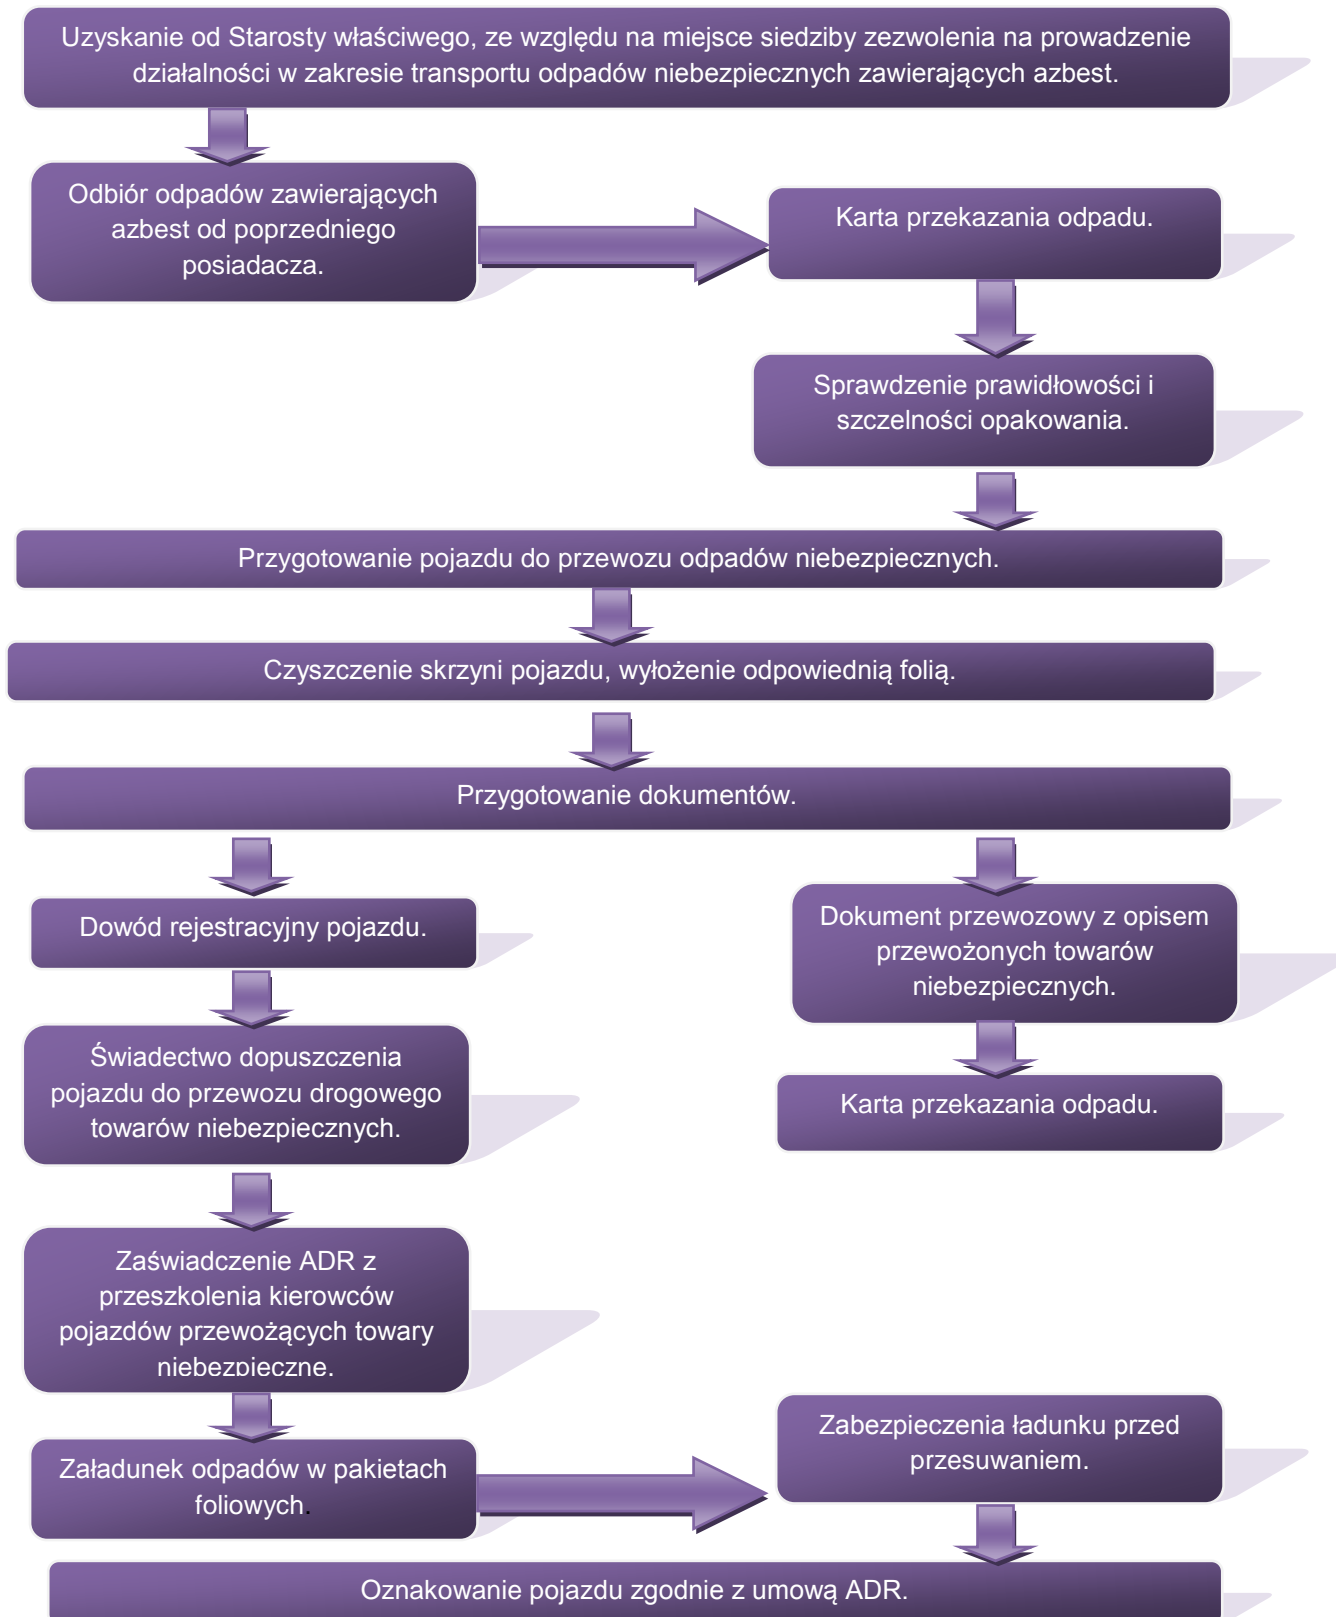 Uzyskanie od Starosty właściwego, ze względu na miejsce siedziby zezwolenia na prowadzenie
działalności w zakresie transportu odpadów niebezpiecznych zawierających azbest.
Odbiór odpadów zawierających
azbest od poprzedniego
posiadacza.
Karta przekazania odpadu.
Sprawdzenie prawidłowości i
szczelności opakowania.
Przygotowanie pojazdu do przewozu odpadów niebezpiecznych.
Czyszczenie skrzyni pojazdu, wyłożenie odpowiednią folią.
Przygotowanie dokumentów.
Dowód rejestracyjny pojazdu.
Świadectwo dopuszczenia
pojazdu do przewozu drogowego
towarów niebezpiecznych.
Zaświadczenie ADR z
przeszkolenia kierowców
pojazdów przewożących towary
niebezpieczne.
Dokument przewozowy z opisem
przewożonych towarów
niebezpiecznych.
Karta przekazania odpadu.
Załadunek odpadów w pakietach
foliowych.
Zabezpieczenia ładunku przed
przesuwaniem.
Oznakowanie pojazdu zgodnie z umową ADR.